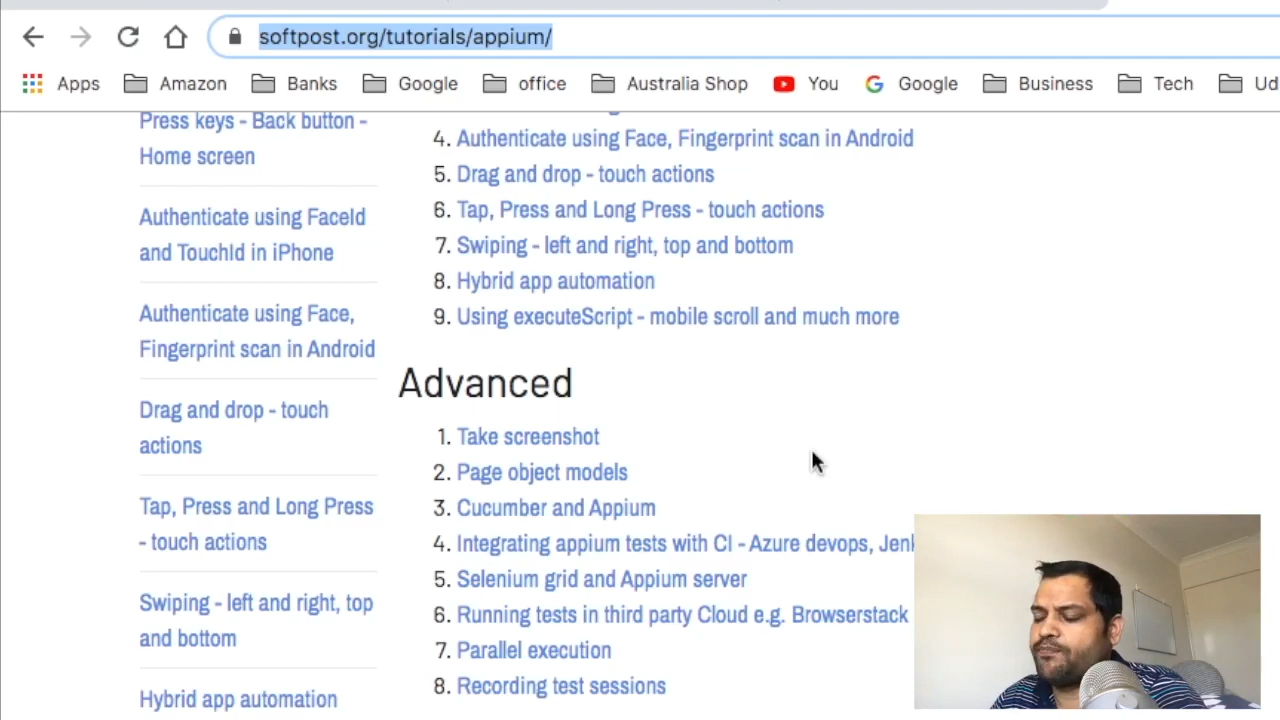 softpost.org/tutorials/appium/
Apps Amazon Banks Google office Australia Shop You Google Business Tech Ud
Press keys - Back button -
Home screen
Authenticate using FaceId
and TouchId in iPhone
Authenticate using Face,
Fingerprint scan in Android
Drag and drop - touch
actions
Tap, Press and Long Press
- touch actions
Swiping - left and right, top
and bottom
Hybrid app automation
4. Authenticate using Face, Fingerprint scan in Android
5. Drag and drop - touch actions
6. Tap, Press and Long Press - touch actions
7. Swiping - left and right, top and bottom
8. Hybrid app automation
9. Using executeScript - mobile scroll and much more
Advanced
1. Take screenshot
2. Page object models
3. Cucumber and Appium
4. Integrating appium tests with CI - Azure devops, Jenk
5. Selenium grid and Appium server
6. Running tests in third party Cloud e.g. Browserstack
7. Parallel execution
8. Recording test sessions